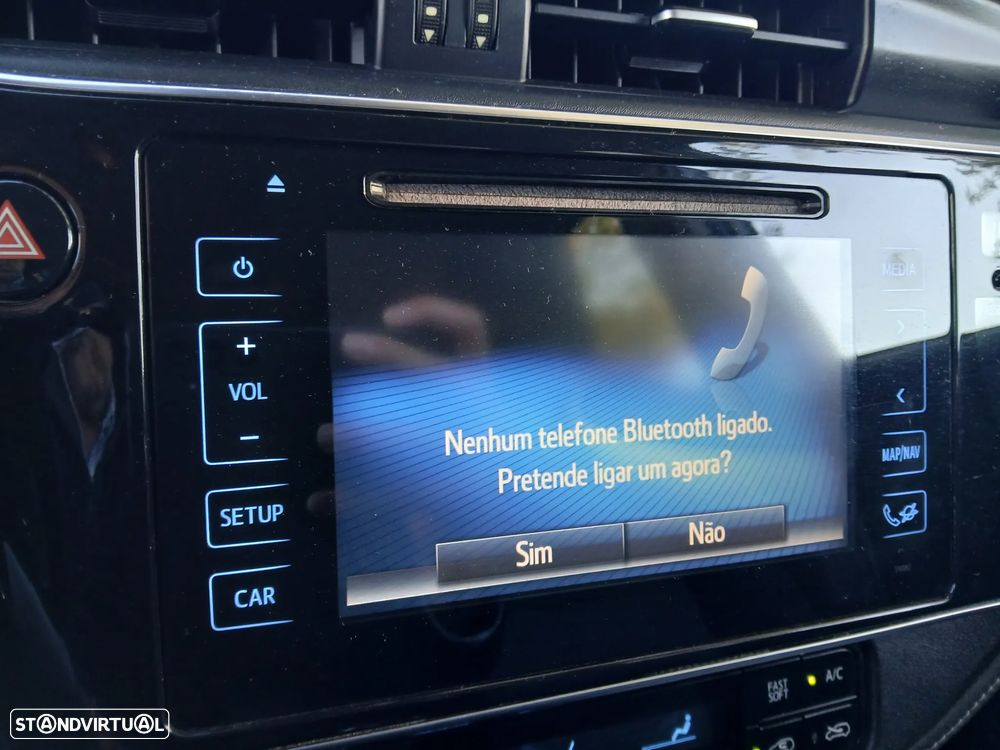 MEDIA
VOL
Nenhum telefone Bluetooth ligado.
Pretende ligar um agora?
MAP/NAV
SETUP
Sim
Não
CAR
FAST
SOFT
A/C
STANDVIRTUAL